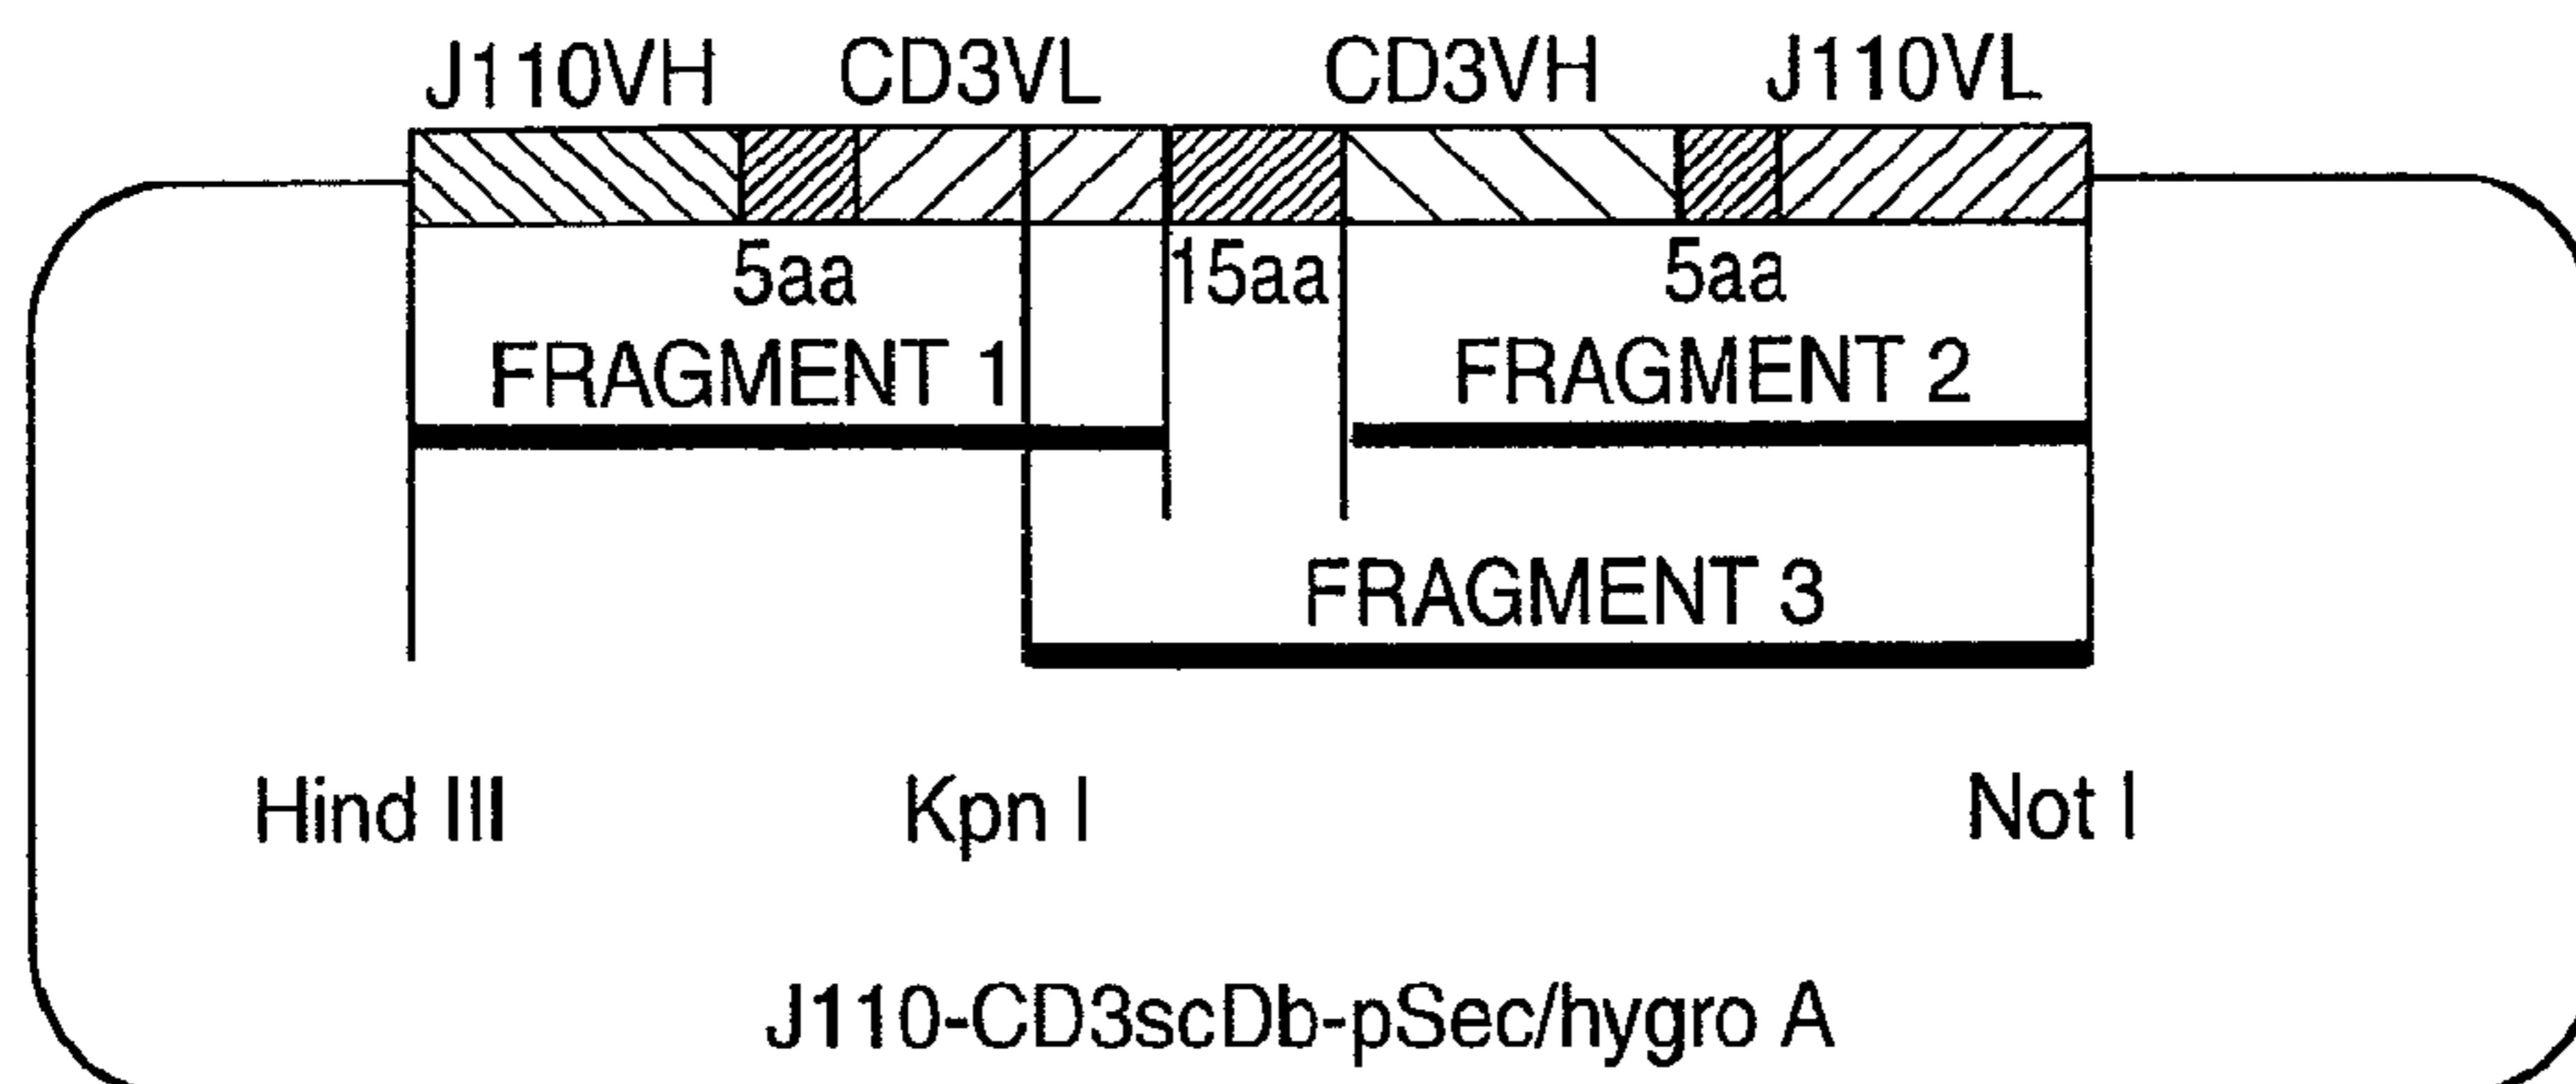 J110VH CD3VL CD3VH J110VL
5aa 15aa 5aa
FRAGMENT 1 FRAGMENT 2
FRAGMENT 3
Hind III Kpn I Not I
J110-CD3scDb-pSec/hygro A